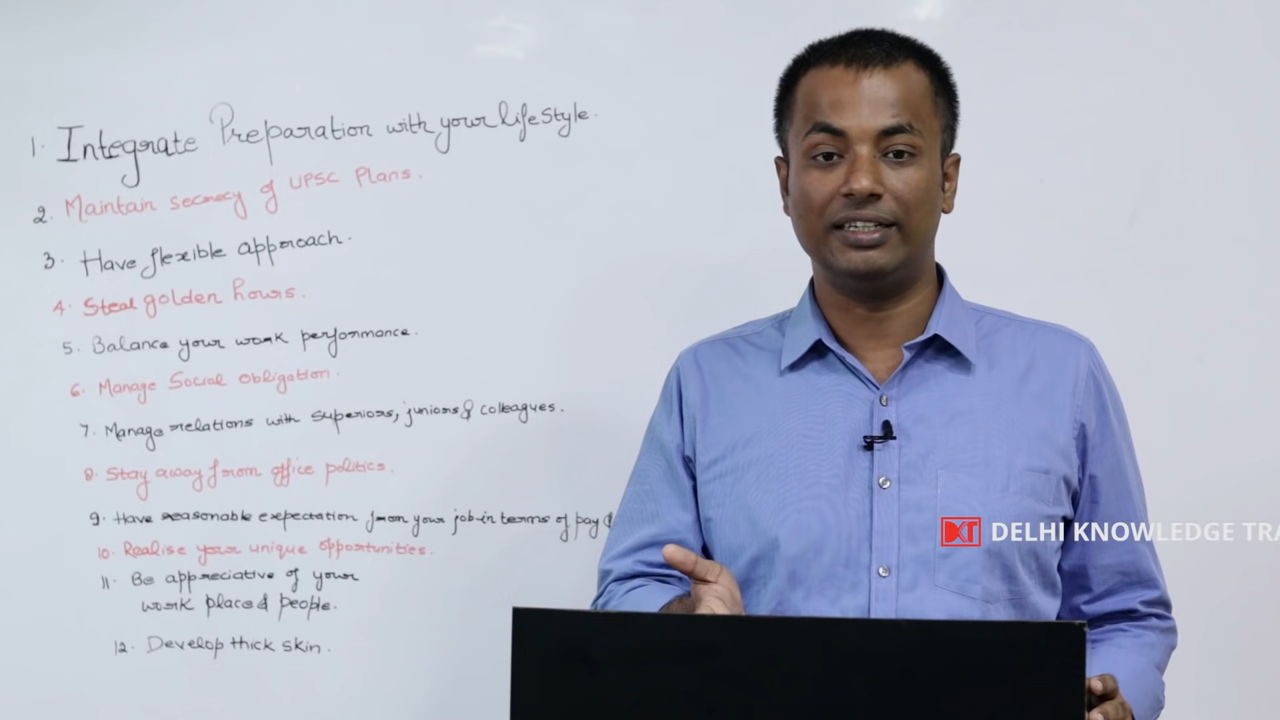 1. Integrate Preparation with your lifestyle.
2. Maintain secrecy of UPSC Plans.
3. Have flexible approach.
4. Steal golden hours.
5. Balance your work performance.
6. Manage Social obligation.
7. Manage relations with superiors, juniors & colleagues.
8. Stay away from office politics.
9. Have reasonable expectation from your job-in terms of pay &
10. Realise your unique opportunities.
11. Be appreciative of your
work place & people.
12. Develop thick skin.
DKT DELHI KNOWLEDGE TRA